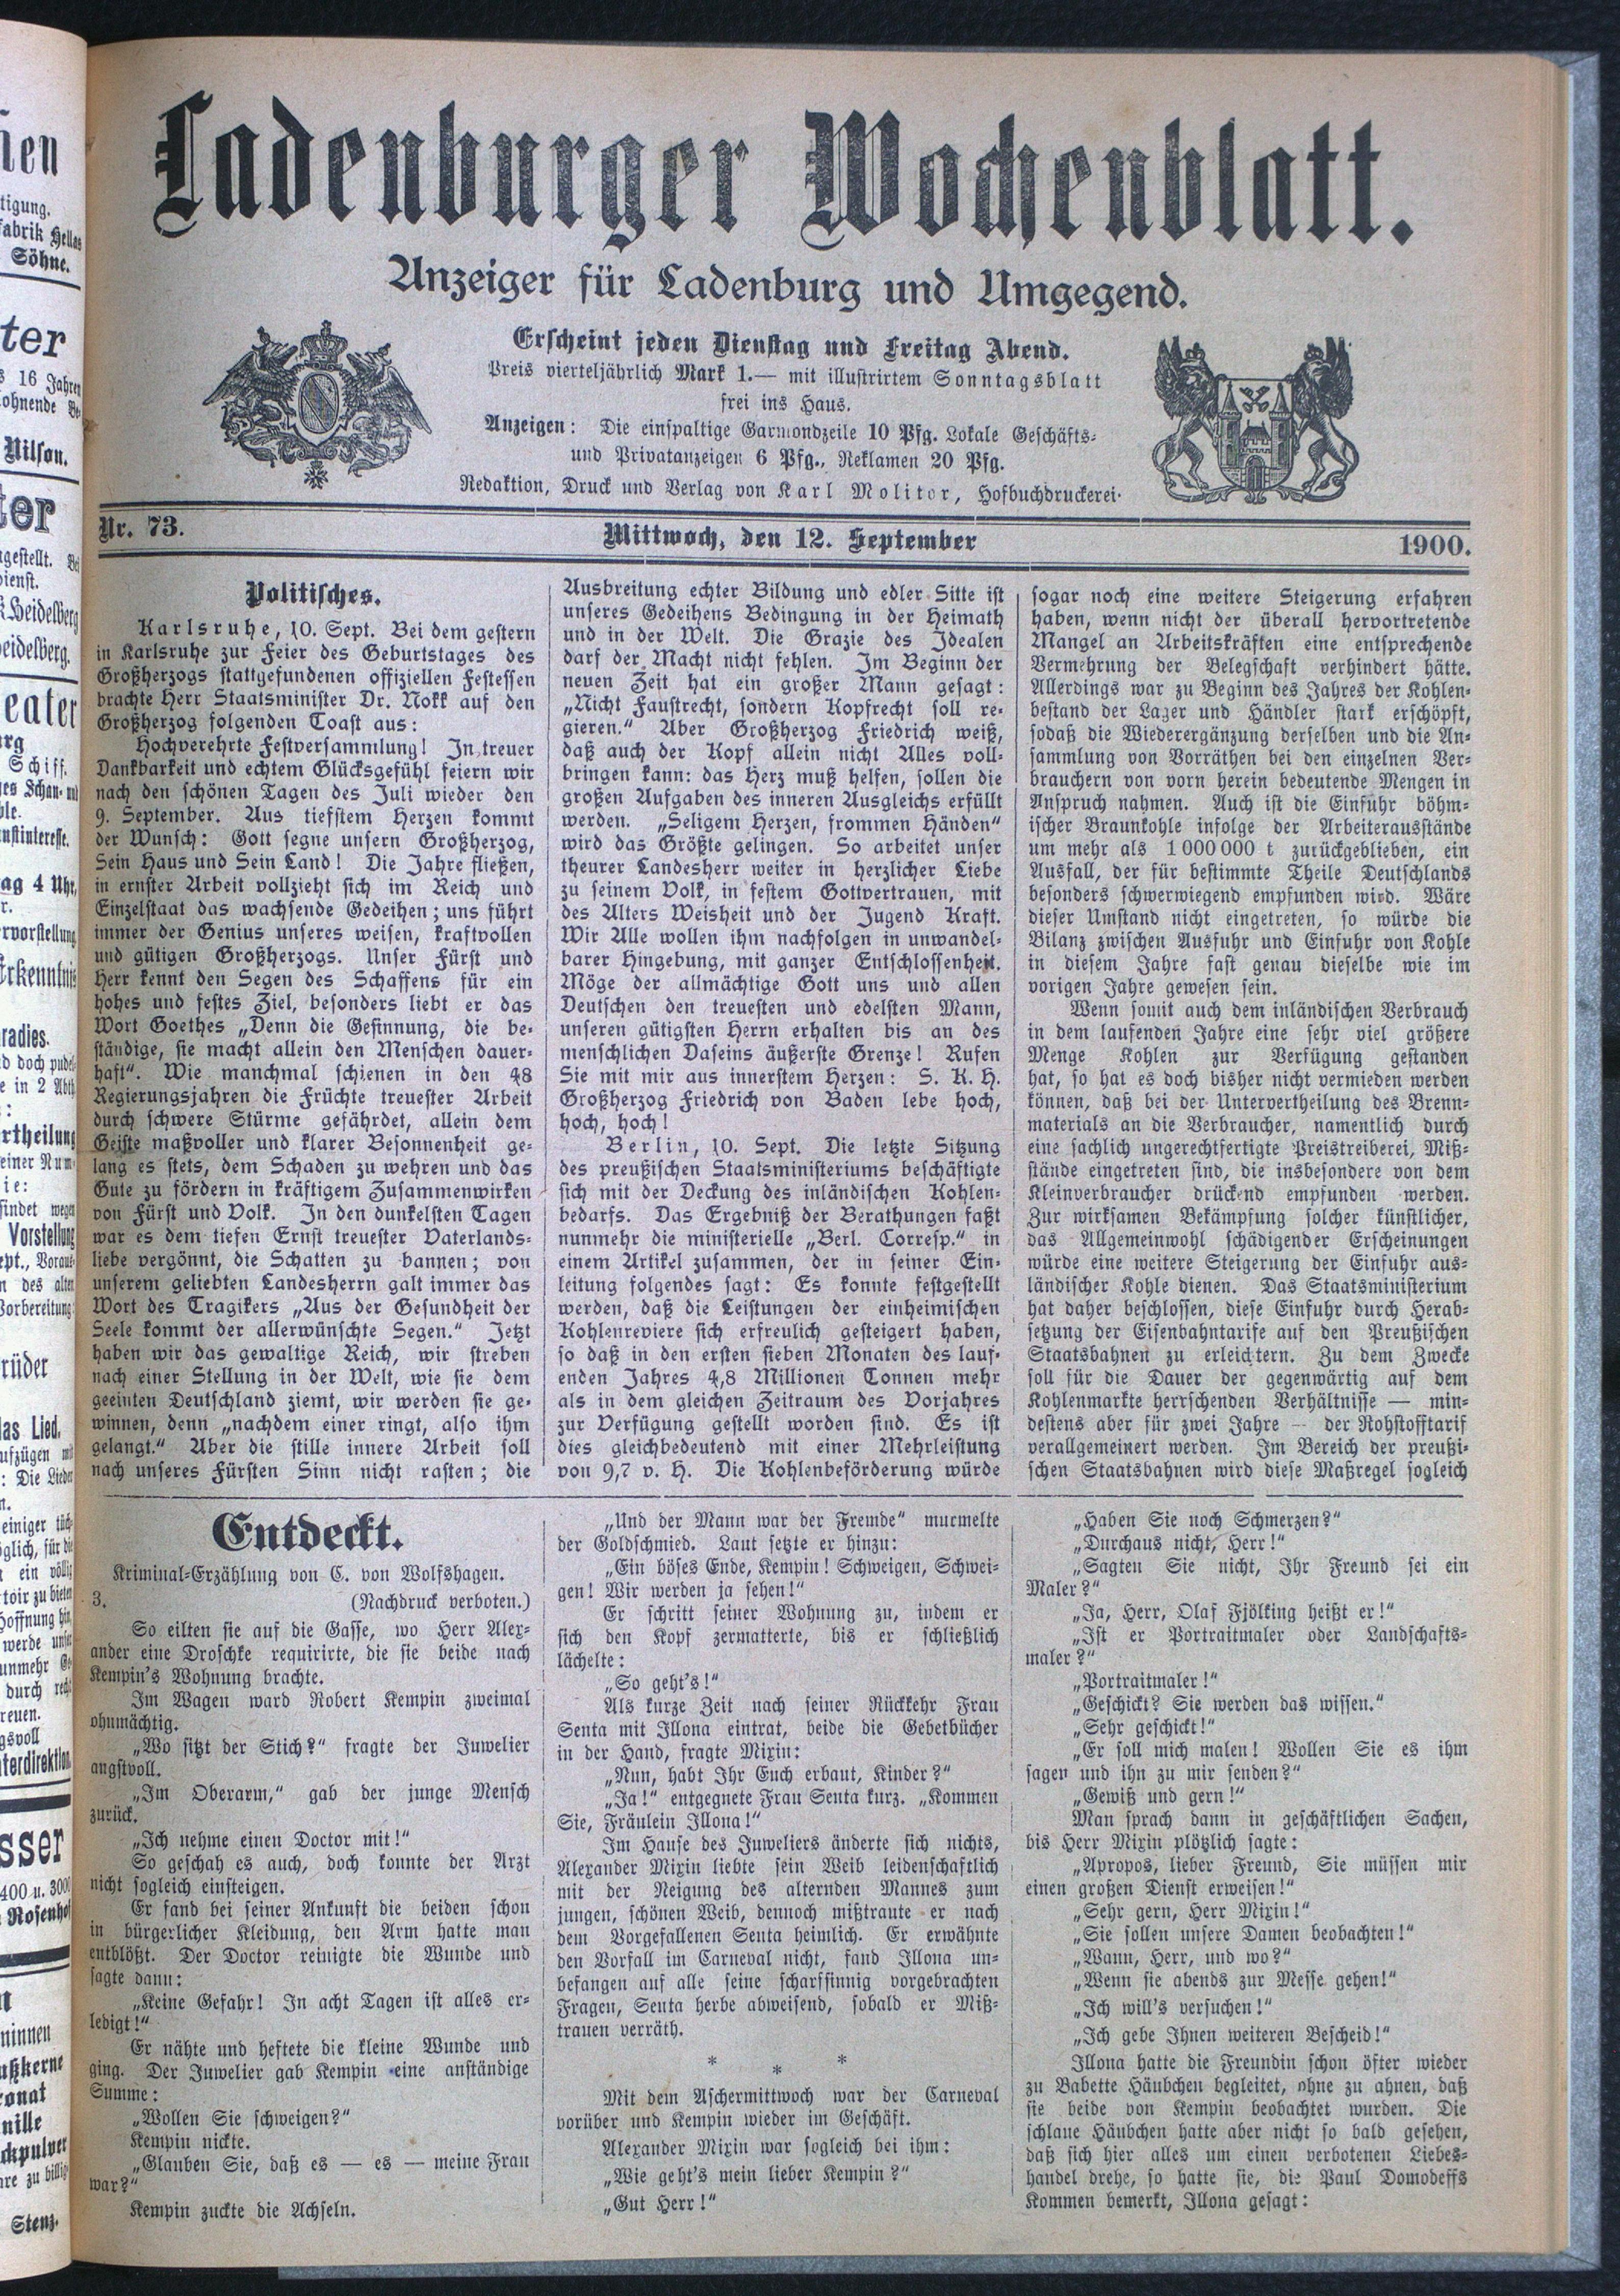 Ladenburger Wochenblatt.
Anzeiger für Ladenburg und Umgegend.
Erscheint jeden Dienstag und Freitag Abend.
Preis vierteljährlich Mark 1.— mit illustrirtem Sonntagsblatt
frei ins Haus.
Anzeigen: Die einspaltige Garmondzeile 10 Pfg. Lokale Geschäfts-
und Privatanzeigen 6 Pfg., Reklamen 20 Pfg.
Redaktion, Druck und Verlag von Karl Molitor, Hofbuchdruckerei.
Nr. 73.
Mittwoch, den 12. September
1900.
Politisches.
Karlsruhe, 10. Sept. Bei dem gestern
in Karlsruhe zur Feier des Geburtstages des
Großherzogs stattgefundenen offiziellen Festessen
brachte Herr Staatsminister Dr. Nokk auf den
Großherzog folgenden Toast aus:
Hochverehrte Festversammlung! In treuer
Dankbarkeit und echtem Glücksgefühl feiern wir
nach den schönen Tagen des Juli wieder den
9. September. Aus tiefstem Herzen kommt
der Wunsch: Gott segne unsern Großherzog,
Sein Haus und Sein Land! Die Jahre fließen,
in ernster Arbeit vollzieht sich im Reich und
Einzelstaat das wachsende Gedeihen; uns führt
immer der Genius unseres weisen, kraftvollen
und gütigen Großherzogs. Unser Fürst und
Herr kennt den Segen des Schaffens für ein
hohes und festes Ziel, besonders liebt er das
Wort Goethes „Denn die Gesinnung, die be-
ständige, sie macht allein den Menschen dauer-
haft“. Wie manchmal schienen in den 48
Regierungsjahren die Früchte treuester Arbeit
durch schwere Stürme gefährdet, allein dem
Geiste maßvoller und klarer Besonnenheit ge-
lang es stets, dem Schaden zu wehren und das
Gute zu fördern in kräftigem Zusammenwirken
von Fürst und Volk. In den dunkelsten Tagen
war es dem tiefen Ernst treuester Vaterlands-
liebe vergönnt, die Schatten zu bannen; von
unserem geliebten Landesherrn galt immer das
Wort des Tragikers „Aus der Gesundheit der
Seele kommt der allerwünschte Segen.“ Jetzt
haben wir das gewaltige Reich, wir streben
nach einer Stellung in der Welt, wie sie dem
geeinten Deutschland ziemt, wir werden sie ge-
winnen, denn „nachdem einer ringt, also ihm
gelangt.“ Aber die stille innere Arbeit soll
nach unseres Fürsten Sinn nicht rasten; die
Ausbreitung echter Bildung und edler Sitte ist
unseres Gedeihens Bedingung in der Heimath
und in der Welt. Die Grazie des Idealen
darf der Macht nicht fehlen. Im Beginn der
neuen Zeit hat ein großer Mann gesagt:
„Nicht Faustrecht, sondern Kopfrecht soll re-
gieren.“ Aber Großherzog Friedrich weiß,
daß auch der Kopf allein nicht Alles voll-
bringen kann: das Herz muß helfen, sollen die
großen Aufgaben des inneren Ausgleichs erfüllt
werden. „Seligem Herzen, frommen Händen“
wird das Größte gelingen. So arbeitet unser
theurer Landesherr weiter in herzlicher Liebe
zu seinem Volk, in festem Gottvertrauen, mit
des Alters Weisheit und der Jugend Kraft.
Wir Alle wollen ihm nachfolgen in unwandel-
barer Hingebung, mit ganzer Entschlossenheit.
Möge der allmächtige Gott uns und allen
Deutschen den treuesten und edelsten Mann,
unseren gütigsten Herrn erhalten bis an des
menschlichen Daseins äußerste Grenze! Rufen
Sie mit mir aus innerstem Herzen: S. K. H.
Großherzog Friedrich von Baden lebe hoch,
hoch, hoch!
Berlin, 10. Sept. Die letzte Sitzung
des preußischen Staatsministeriums beschäftigte
sich mit der Deckung des inländischen Kohlen-
bedarfs. Das Ergebniß der Berathungen faßt
nunmehr die ministerielle „Berl. Corresp.“ in
einem Artikel zusammen, der in seiner Ein-
leitung folgendes sagt: Es konnte festgestellt
werden, daß die Leistungen der einheimischen
Kohlenreviere sich erfreulich gesteigert haben,
so daß in den ersten sieben Monaten des lauf-
enden Jahres 4,8 Millionen Tonnen mehr
als in dem gleichen Zeitraum des Vorjahres
zur Verfügung gestellt worden sind. Es ist
dies gleichbedeutend mit einer Mehrleistung
von 9,7 v. H. Die Kohlenbeförderung würde
sogar noch eine weitere Steigerung erfahren
haben, wenn nicht der überall hervortretende
Mangel an Arbeitskräften eine entsprechende
Vermehrung der Belegschaft verhindert hätte.
Allerdings war zu Beginn des Jahres der Kohlen-
bestand der Lager und Händler stark erschöpft,
sodaß die Wiederergänzung derselben und die An-
sammlung von Vorräthen bei den einzelnen Ver-
brauchern von vorn herein bedeutende Mengen in
Anspruch nahmen. Auch ist die Einfuhr böhm-
ischer Braunkohle infolge der Arbeiterausstände
um mehr als 1 000 000 t zurückgeblieben, ein
Ausfall, der für bestimmte Theile Deutschlands
besonders schwerwiegend empfunden wird. Wäre
dieser Umstand nicht eingetreten, so würde die
Bilanz zwischen Ausfuhr und Einfuhr von Kohle
in diesem Jahre fast genau dieselbe wie im
vorigen Jahre gewesen sein.
Wenn somit auch dem inländischen Verbrauch
in dem laufenden Jahre eine sehr viel größere
Menge Kohlen zur Verfügung gestanden
hat, so hat es doch bisher nicht vermieden werden
können, daß bei der Untervertheilung des Brenn-
materials an die Verbraucher, namentlich durch
eine sachlich ungerechtfertigte Preistreiberei, Miß-
stände eingetreten sind, die insbesondere von dem
Kleinverbraucher drückend empfunden werden.
Zur wirksamen Bekämpfung solcher künstlicher,
das Allgemeinwohl schädigender Erscheinungen
würde eine weitere Steigerung der Einfuhr aus-
ländischer Kohle dienen. Das Staatsministerium
hat daher beschlossen, diese Einfuhr durch Herab-
setzung der Eisenbahntarife auf den Preußischen
Staatsbahnen zu erleichtern. Zu dem Zwecke
soll für die Dauer der gegenwärtig auf dem
Kohlenmarkte herrschenden Verhältnisse — min-
destens aber für zwei Jahre — der Rohstofftarif
verallgemeinert werden. Im Bereich der preußi-
schen Staatsbahnen wird diese Maßregel sogleich
Entdeckt.
Kriminal-Erzählung von C. von Wolfshagen.
3. (Nachdruck verboten.)
So eilten sie auf die Gasse, wo Herr Alex-
ander eine Droschke requirirte, die sie beide nach
Kempin's Wohnung brachte.
Im Wagen ward Robert Kempin zweimal
ohnmächtig.
„Wo sitzt der Stich?“ fragte der Juwelier
angstvoll.
„Im Oberarm,“ gab der junge Mensch
zurück.
„Ich nehme einen Doctor mit!“
So geschah es auch, doch konnte der Arzt
nicht sogleich einsteigen.
Er fand bei seiner Ankunft die beiden schon
in bürgerlicher Kleidung, den Arm hatte man
entblößt. Der Doctor reinigte die Wunde und
sagte dann:
„Keine Gefahr! In acht Tagen ist alles er-
ledigt!“
Er nähte und heftete die kleine Wunde und
ging. Der Juwelier gab Kempin eine anständige
Summe:
„Wollen Sie schweigen?“
Kempin nickte.
„Glauben Sie, daß es — es — meine Frau
war?“
Kempin zuckte die Achseln.
„Und der Mann war der Fremde“ murmelte
der Goldschmied. Laut setzte er hinzu:
„Ein böses Ende, Kempin! Schweigen, Schwei-
gen! Wir werden ja sehen!“
Er schritt seiner Wohnung zu, indem er
sich den Kopf zermatterte, bis er schließlich
lächelte:
„So geht's!“
Als kurze Zeit nach seiner Rückkehr Frau
Senta mit Illona eintrat, beide die Gebetbücher
in der Hand, fragte Mixin:
„Nun, habt Ihr Euch erbaut, Kinder?“
„Ja!“ entgegnete Frau Senta kurz. „Kommen
Sie, Fräulein Illona!“
Im Hause des Juweliers änderte sich nichts,
Alexander Mixin liebte sein Weib leidenschaftlich
mit der Neigung des alternden Mannes zum
jungen, schönen Weib, dennoch mißtraute er nach
dem Vorgefallenen Senta heimlich. Er erwähnte
den Vorfall im Carneval nicht, fand Illona un-
befangen auf alle seine scharfsinnig vorgebrachten
Fragen, Senta herbe abweisend, sobald er Miß-
trauen verräth.
* * *
Mit dem Aschermittwoch war der Carneval
vorüber und Kempin wieder im Geschäft.
Alexander Mixin war sogleich bei ihm:
„Wie geht's mein lieber Kempin?“
„Gut Herr!“
„Haben Sie noch Schmerzen?“
„Durchaus nicht, Herr!“
„Sagten Sie nicht, Ihr Freund sei ein
Maler?“
„Ja, Herr, Olaf Fjölking heißt er!“
„Ist er Portraitmaler oder Landschafts-
maler?“
„Portraitmaler!“
„Geschickt? Sie werden das wissen.“
„Sehr geschickt!“
„Er soll mich malen! Wollen Sie es ihm
sagen und ihn zu mir senden?“
„Gewiß und gern!“
Man sprach dann in geschäftlichen Sachen,
bis Herr Mixin plötzlich sagte:
„Apropos, lieber Freund, Sie müssen mir
einen großen Dienst erweisen!“
„Sehr gern, Herr Mixin!“
„Sie sollen unsere Damen beobachten!“
„Wann, Herr, und wo?“
„Wenn sie abends zur Messe gehen!“
„Ich will's versuchen!“
„Ich gebe Ihnen weiteren Bescheid!“
Illona hatte die Freundin schon öfter wieder
zu Babette Häubchen begleitet, ohne zu ahnen, daß
sie beide von Kempin beobachtet wurden. Die
schlaue Häubchen hatte aber nicht so bald gesehen,
daß sich hier alles um einen verbotenen Liebes-
handel drehe, so hatte sie, die Paul Domodeffs
Kommen bemerkt, Illona gesagt: